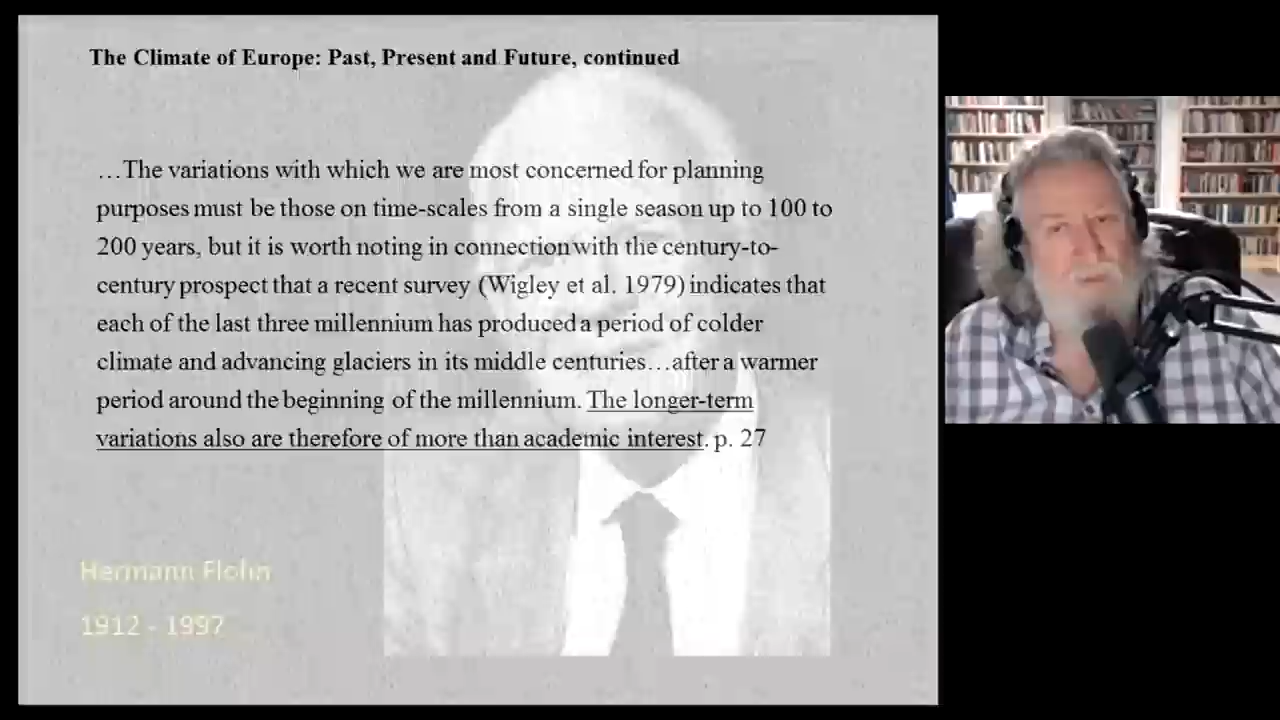 The Climate of Europe: Past, Present and Future, continued
…The variations with which we are most concerned for planning
purposes must be those on time-scales from a single season up to 100 to
200 years, but it is worth noting in connection with the century-to-
century prospect that a recent survey (Wigley et al. 1979) indicates that
each of the last three millennium has produced a period of colder
climate and advancing glaciers in its middle centuries…after a warmer
period around the beginning of the millennium. The longer-term
variations also are therefore of more than academic interest. p. 27
Hermann Flohn
1912 - 1997